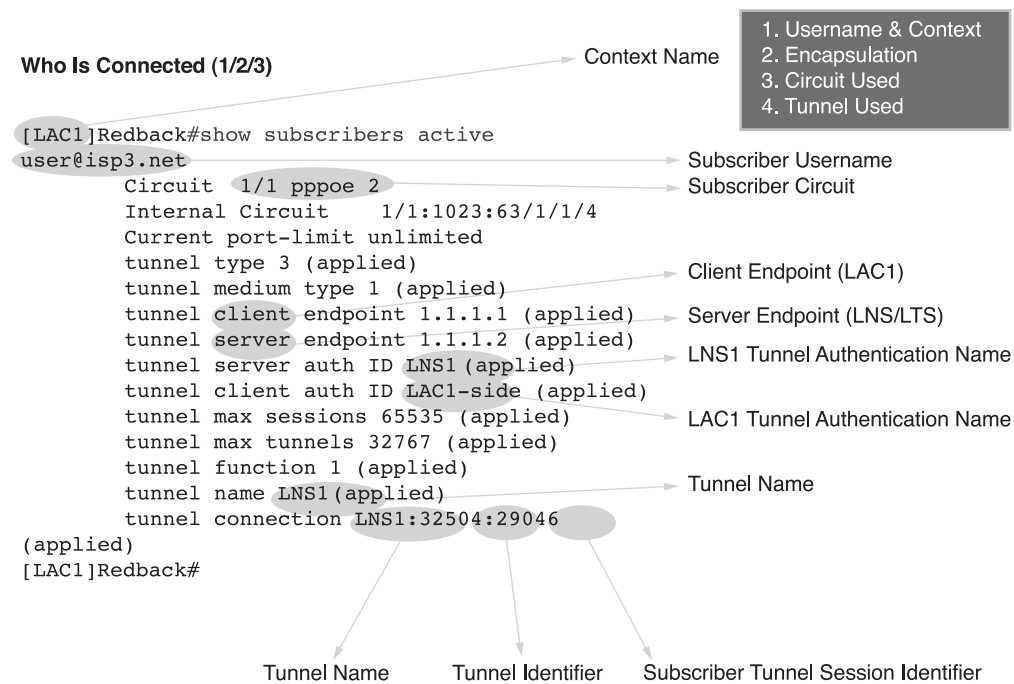 1. Username & Context
2. Encapsulation
3. Circuit Used
4. Tunnel Used
Who Is Connected (1/2/3)
Context Name
[LAC1]Redback#show subscribers active
user@isp3.net
Subscriber Username
Circuit 1/1 pppoe 2
Subscriber Circuit
Internal Circuit 1/1:1023:63/1/1/4
Current port-limit unlimited
tunnel type 3 (applied)
tunnel medium type 1 (applied)
Client Endpoint (LAC1)
tunnel client endpoint 1.1.1.1 (applied)
Server Endpoint (LNS/LTS)
tunnel server endpoint 1.1.1.2 (applied)
LNS1 Tunnel Authentication Name
tunnel server auth ID LNS1 (applied)
tunnel client auth ID LAC1-side (applied)
LAC1 Tunnel Authentication Name
tunnel max sessions 65535 (applied)
tunnel max tunnels 32767 (applied)
tunnel function 1 (applied)
Tunnel Name
tunnel name LNS1 (applied)
tunnel connection LNS1:32504:29046
(applied)
[LAC1]Redback#
Tunnel Name
Tunnel Identifier
Subscriber Tunnel Session Identifier